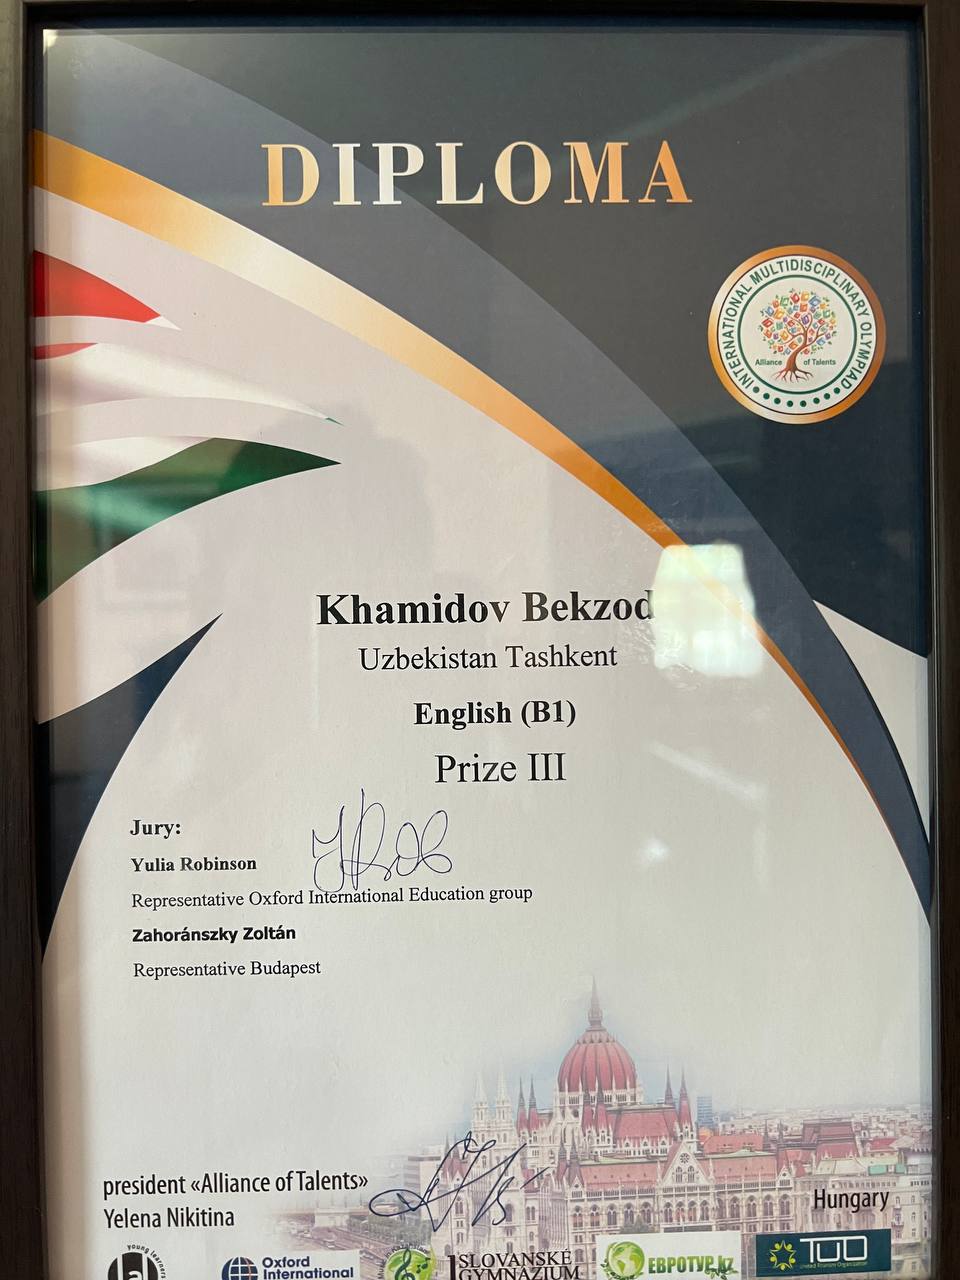 DIPLOMA
INTERNATIONAL MULTIDISCIPLINARY OLYMPIAD
Alliance of Talents
Khamidov Bekzod
Uzbekistan Tashkent
English (B1)
Prize III
Jury:
Yulia Robinson
Representative Oxford International Education group
Zahoránszky Zoltán
Representative Budapest
president «Alliance of Talents»
Yelena Nikitina
Hungary
young learners
Oxford
International
SLOVANSKÉ
GYMNÁZIUM
ЕВРОТУР.kz
TUO
United Tourism Organization